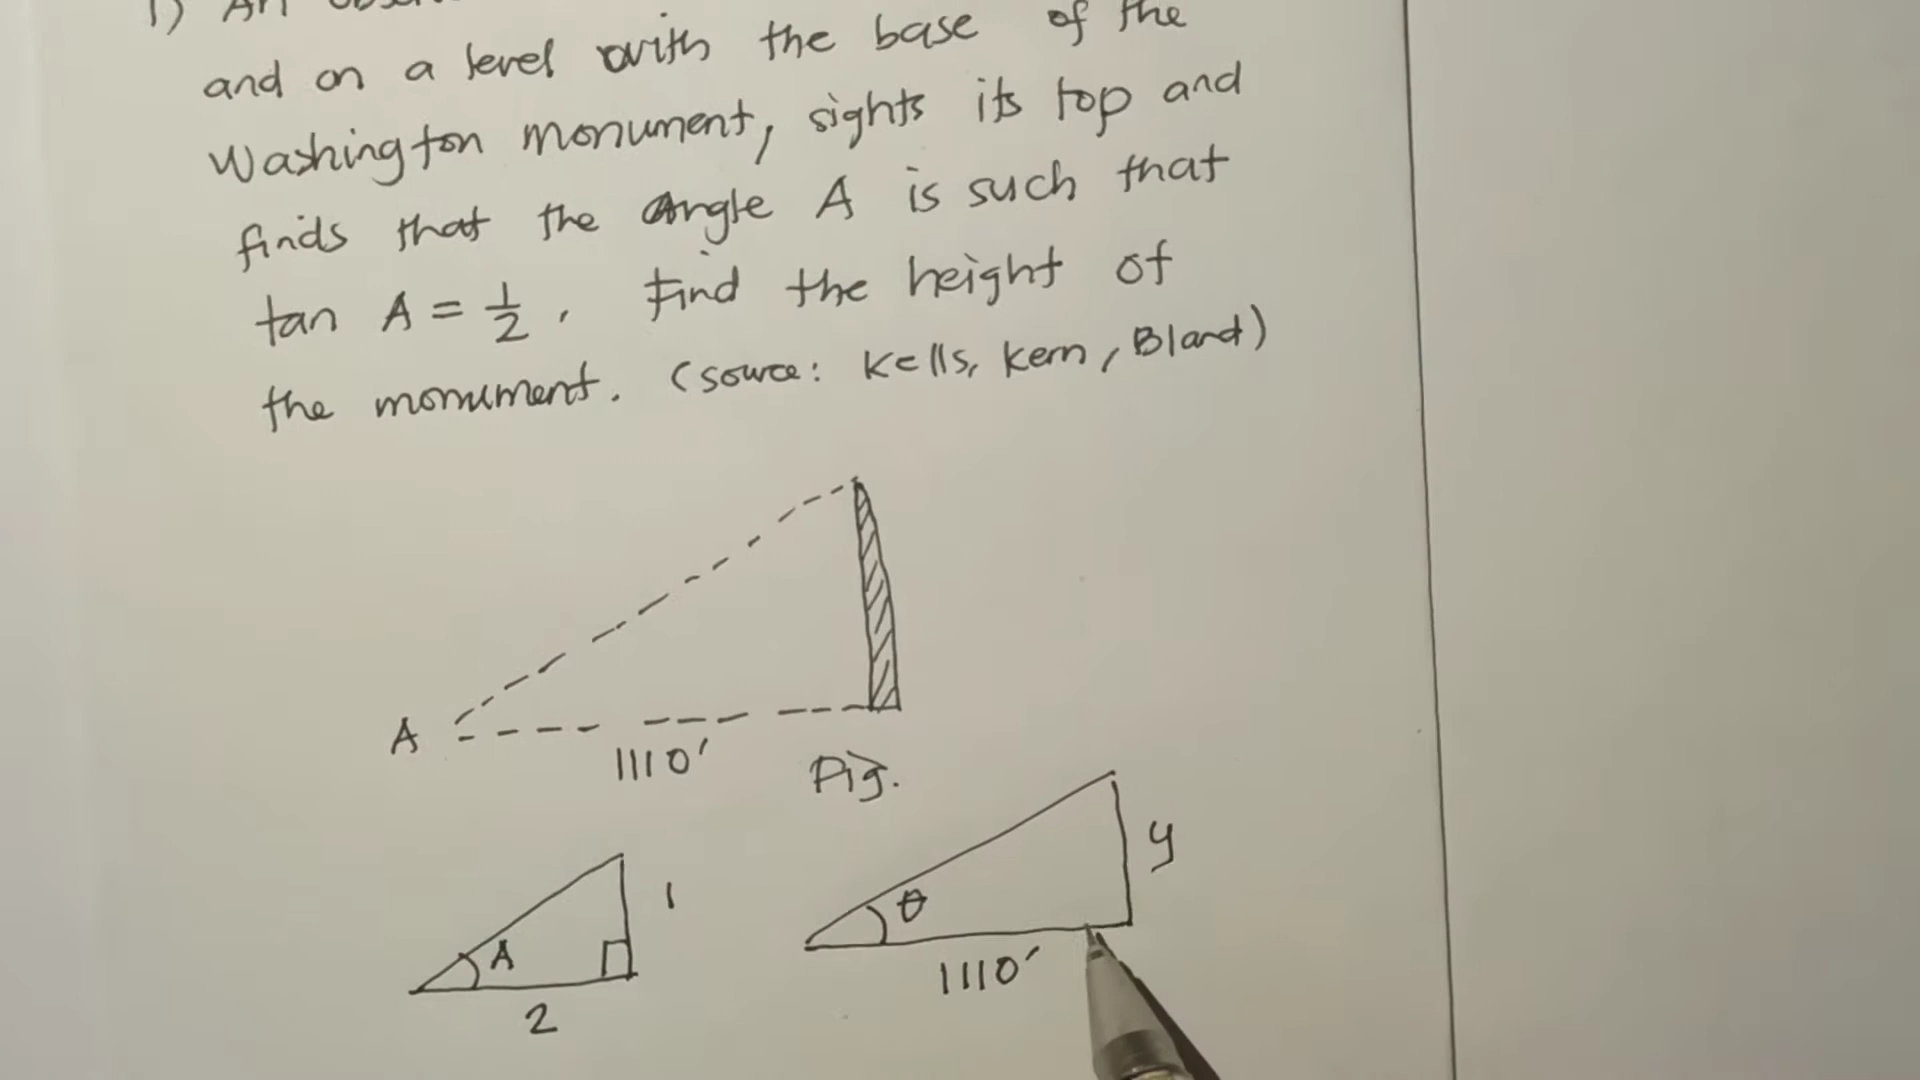 1) An
and on a level with the base of the
Washington monument, sights its top and
finds that the angle A is such that
tan A = 1/2. Find the height of
the monument. (source: Kells, Kern, Bland)
A
1110'
Fig.
1
A
2
θ
y
1110'